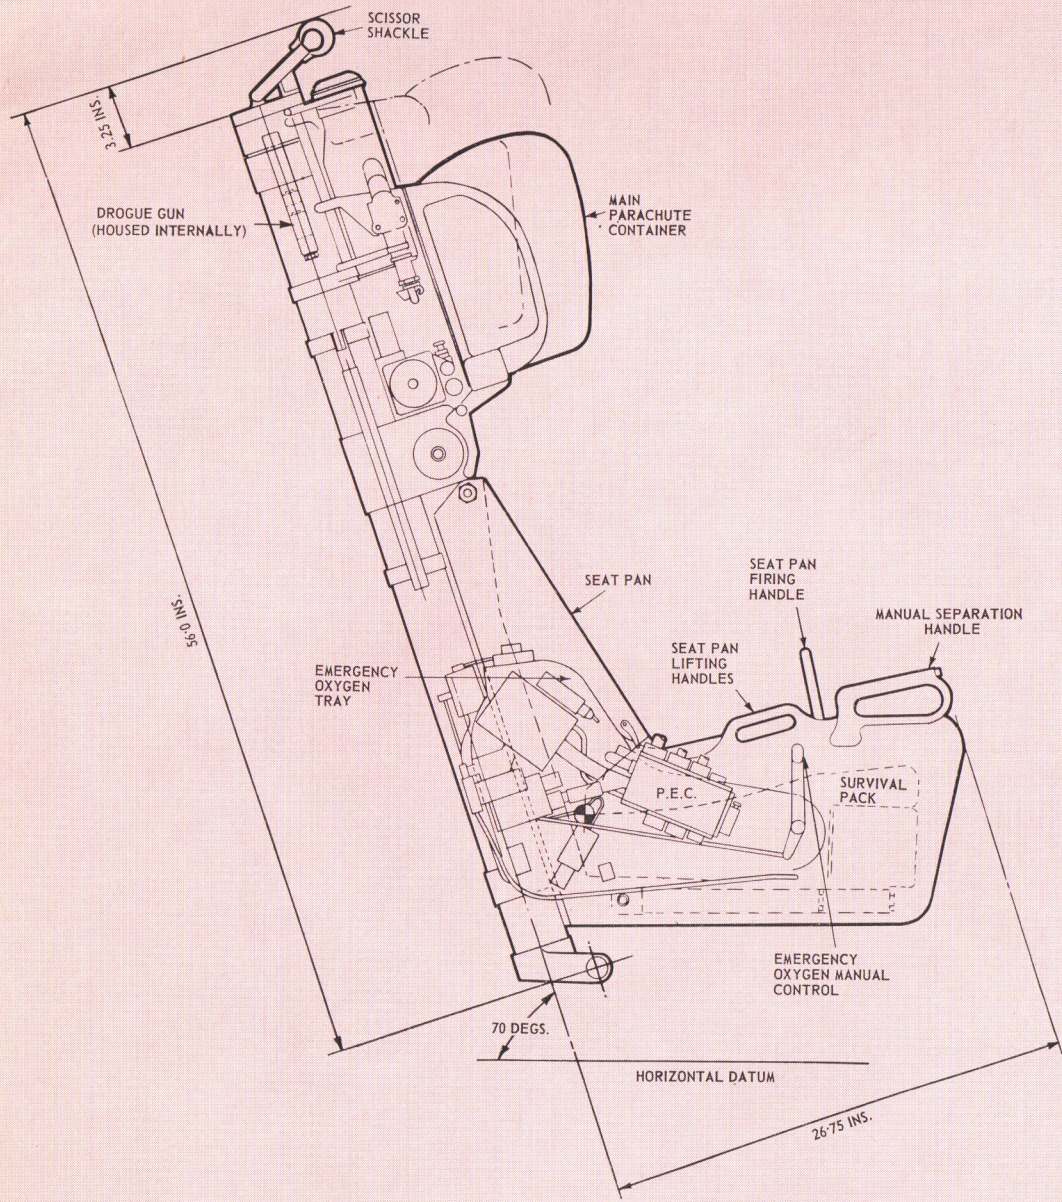 SCISSOR
SHACKLE
3.25 INS.
DROGUE GUN
(HOUSED INTERNALLY)
MAIN
PARACHUTE
CONTAINER
56·0 INS.
SEAT PAN
SEAT PAN
FIRING
HANDLE
MANUAL SEPARATION
HANDLE
SEAT PAN
LIFTING
HANDLES
EMERGENCY
OXYGEN
TRAY
P.E.C.
SURVIVAL
PACK
EMERGENCY
OXYGEN MANUAL
CONTROL
70 DEGS.
HORIZONTAL DATUM
26·75 INS.